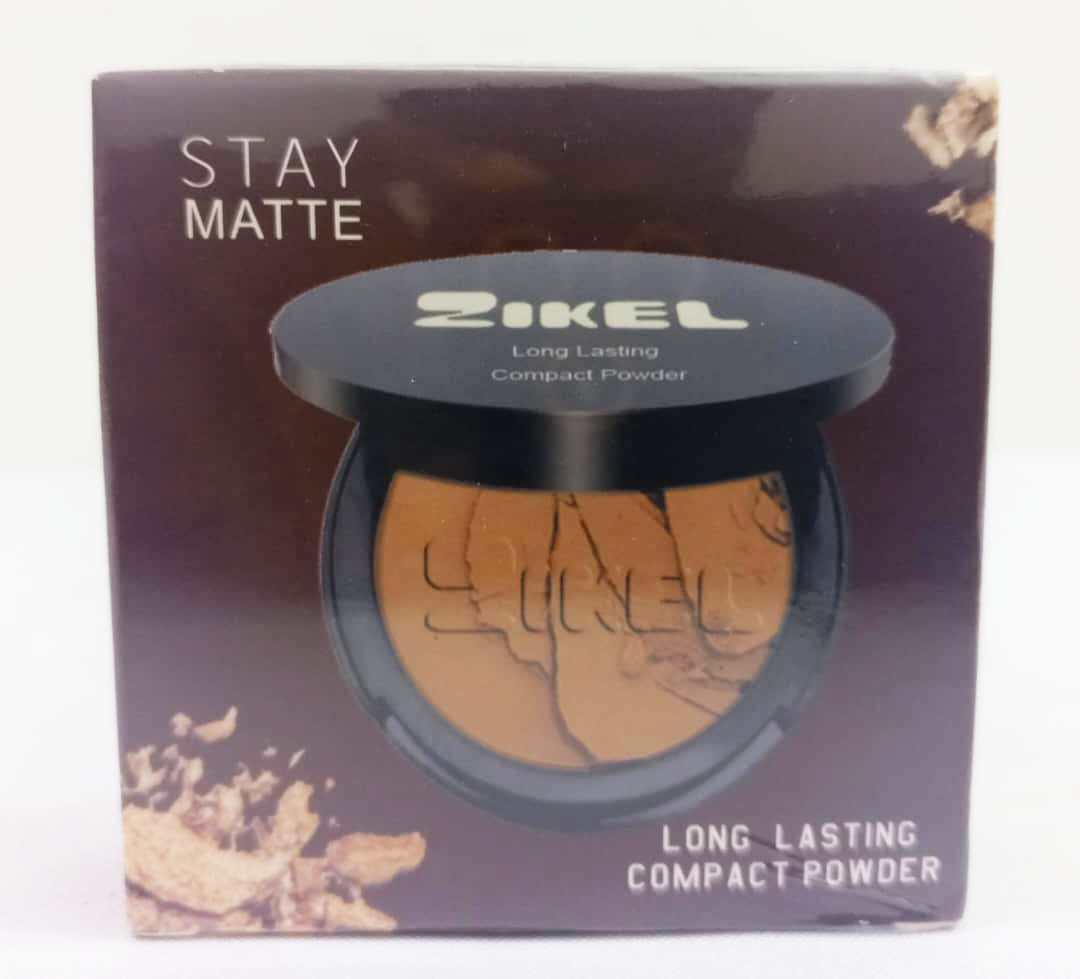 STAY
MATTE
ZIKEL
Long Lasting
Compact Powder
ZIKEL
LONG LASTING
COMPACT POWDER